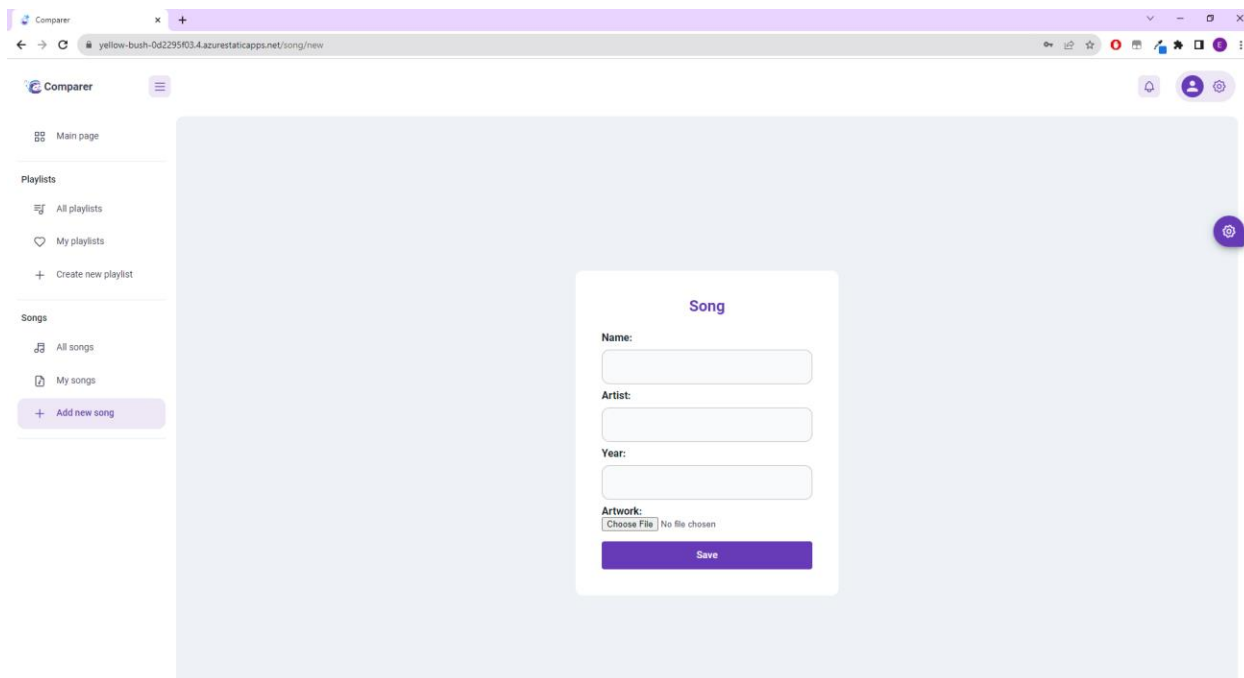 Comparer
yellow-bush-0d2295f03.4.azurestaticapps.net/song/new
E
Comparer
Main page
Playlists
All playlists
My playlists
Create new playlist
Songs
All songs
My songs
Add new song
Song
Name:
Artist:
Year:
Artwork:
Choose File No file chosen
Save